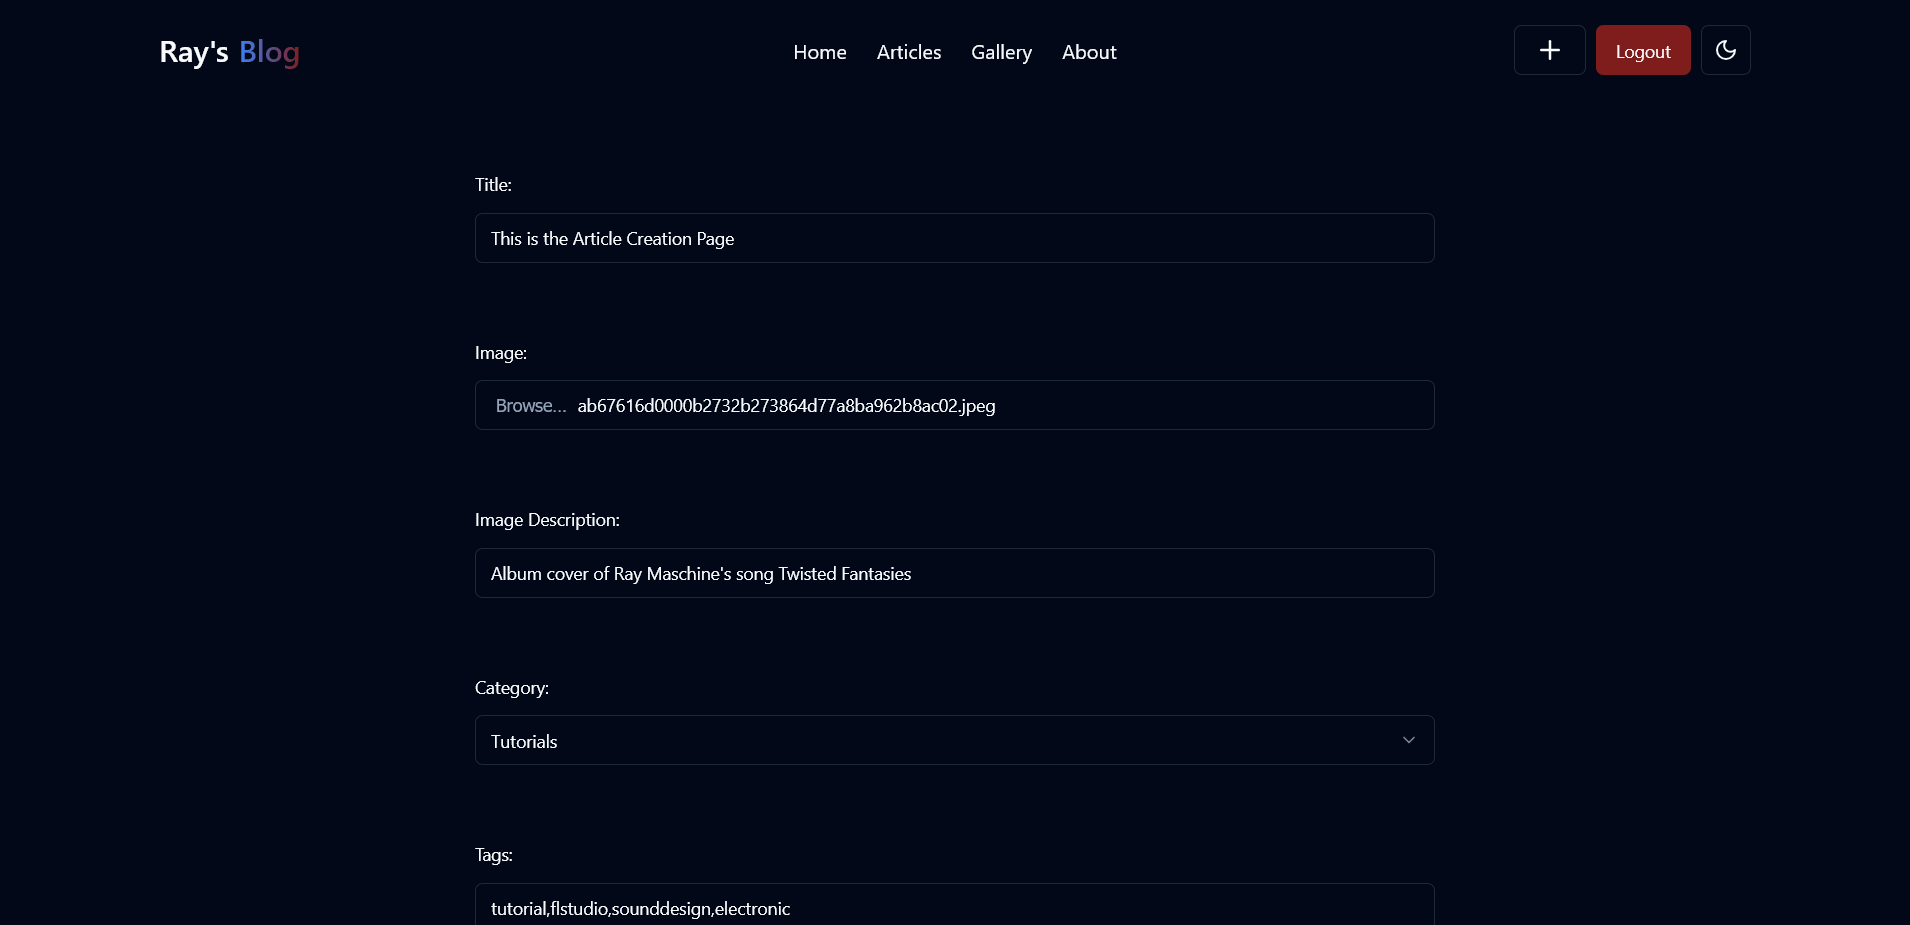 Ray's Blog
Home Articles Gallery About
Logout
Title:
This is the Article Creation Page
Image:
Browse... ab67616d0000b2732b273864d77a8ba962b8ac02.jpeg
Image Description:
Album cover of Ray Maschine's song Twisted Fantasies
Category:
Tutorials
Tags:
tutorial,flstudio,sounddesign,electronic